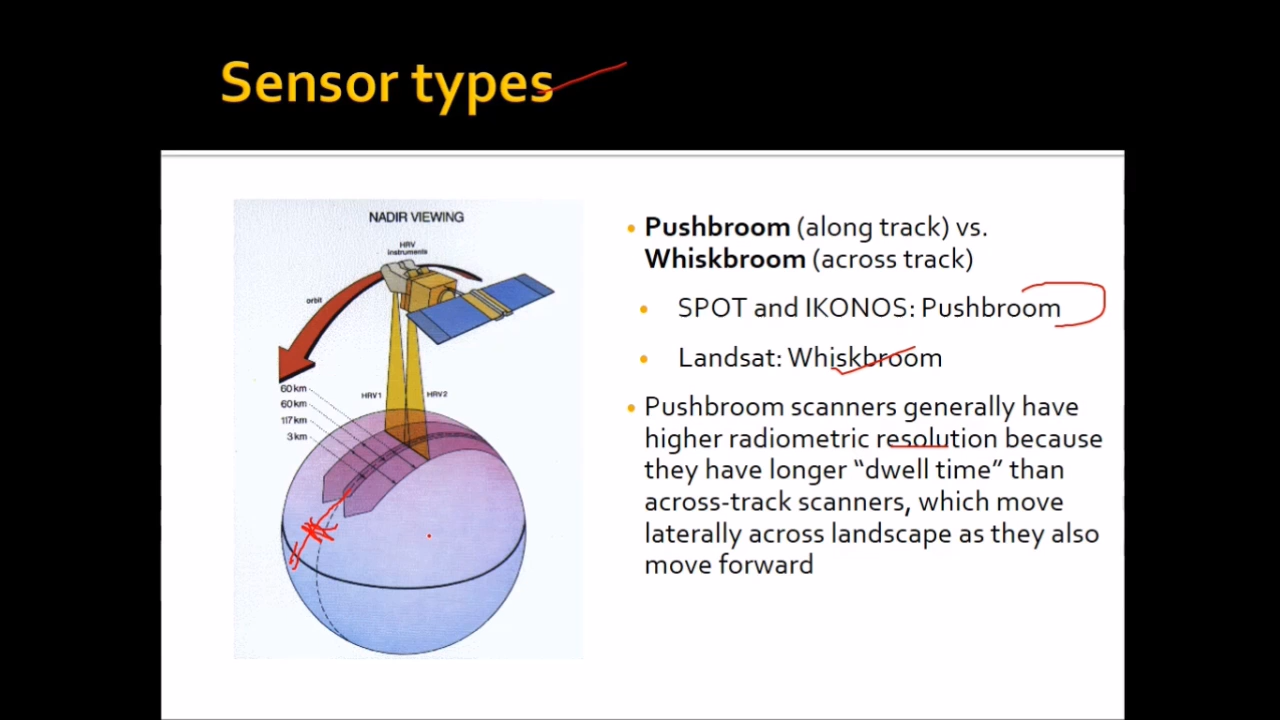 Sensor types
NADIR VIEWING
HRV
instruments
orbit
60 km
60 km
117 km
3 km
HRV1
HRV2
• Pushbroom (along track) vs.
Whiskbroom (across track)
• SPOT and IKONOS: Pushbroom
• Landsat: Whiskbroom
• Pushbroom scanners generally have
higher radiometric resolution because
they have longer “dwell time” than
across-track scanners, which move
laterally across landscape as they also
move forward